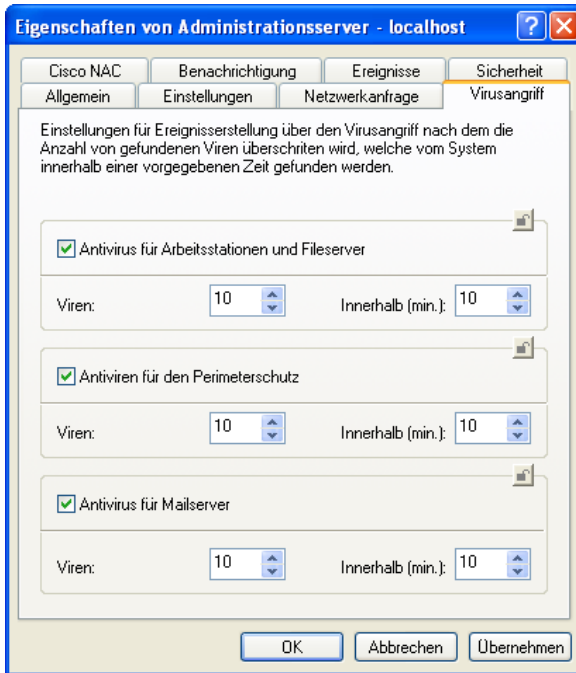 Eigenschaften von Administrationsserver - localhost
Cisco NAC
Benachrichtigung
Ereignisse
Sicherheit
Allgemein
Einstellungen
Netzwerkanfrage
Virusangriff
Einstellungen für Ereigniserstellung über den Virusangriff nach dem die
Anzahl von gefundenen Viren überschriten wird, welche vom System
innerhalb einer vorgegebenen Zeit gefunden werden.
Antivirus für Arbeitsstationen und Fileserver
Viren: 10 Innerhalb (min.): 10
Antiviren für den Perimeterschutz
Viren: 10 Innerhalb (min.): 10
Antivirus für Mailserver
Viren: 10 Innerhalb (min.): 10
OK
Abbrechen
Übernehmen